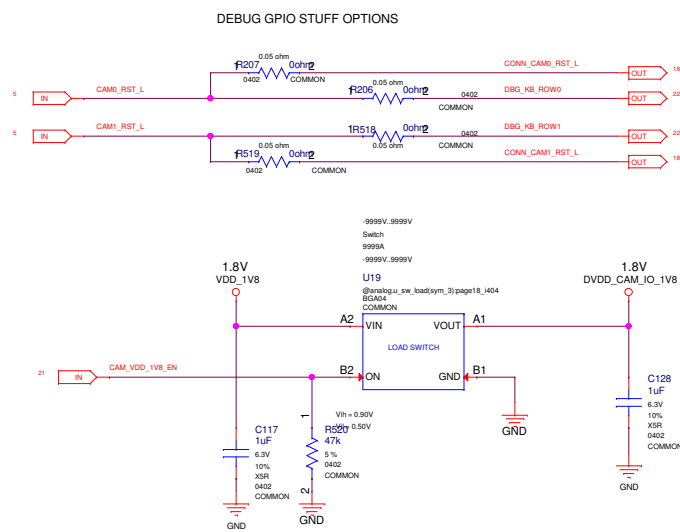 DEBUG GPIO STUFF OPTIONS
0.05 ohm
1 R207 0ohm 2
0402 COMMON
CONN_CAM0_RST_L
OUT 18
5 IN CAM0_RST_L
0.05 ohm
1 R206 0ohm 2
0402
COMMON
DBG_KB_ROW0
OUT 22
5 IN CAM1_RST_L
1 R518 0ohm 2
0.05 ohm
0402
COMMON
DBG_KB_ROW1
OUT 22
1 R519 0ohm 2
0.05 ohm
0402 COMMON
CONN_CAM1_RST_L
OUT 18
-9999V..9999V
Switch
9999A
-9999V..9999V
U19
@analog.u_sw_load(sym_3):page18_i404
BGA04
COMMON
1.8V
VDD_1V8
1.8V
DVDD_CAM_IO_1V8
A2 VIN VOUT A1
LOAD SWITCH
B2 ON GND B1
21 IN CAM_VDD_1V8_EN
GND
C117
1uF
6.3V
10%
X5R
0402
COMMON
GND
1
Vih = 0.90V
Vil = 0.50V
R520
47k
5 %
0402
COMMON
2
GND
C128
1uF
6.3V
10%
X5R
0402
COMMON
GND